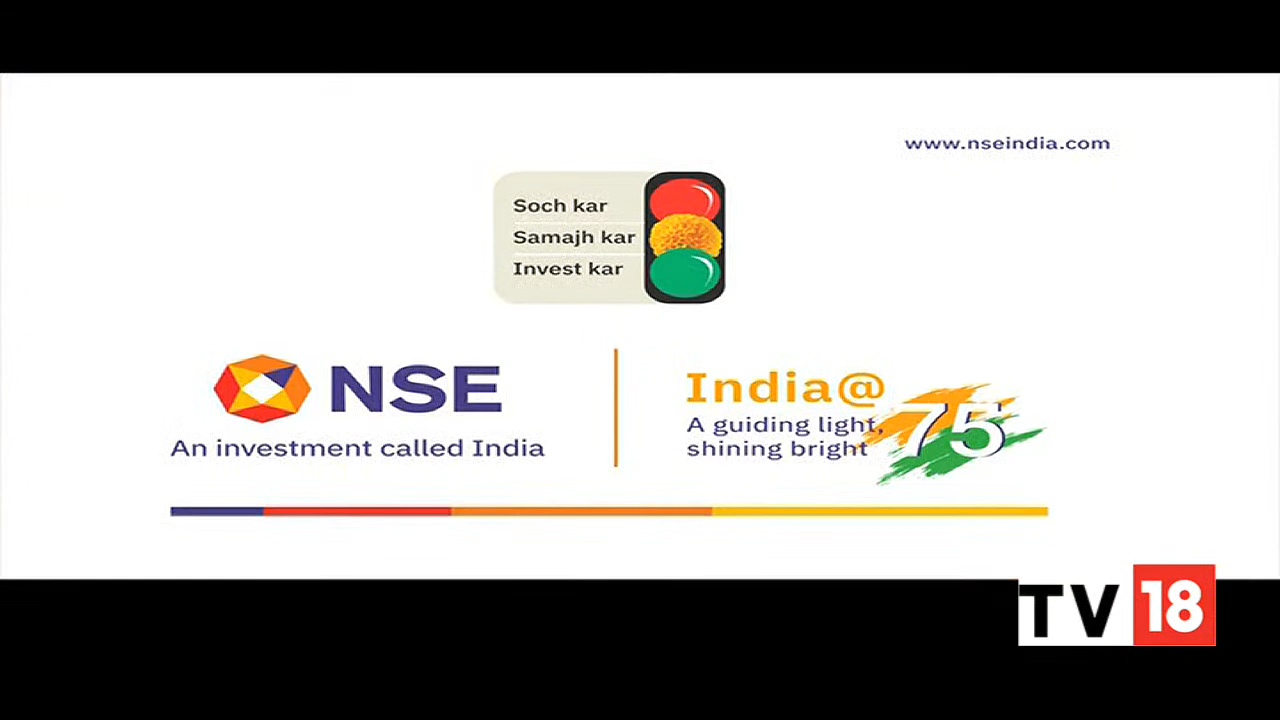 www.nseindia.com
Soch kar
Samajh kar
Invest kar
NSE
An investment called India
India@
75
A guiding light,
shining bright
TV18